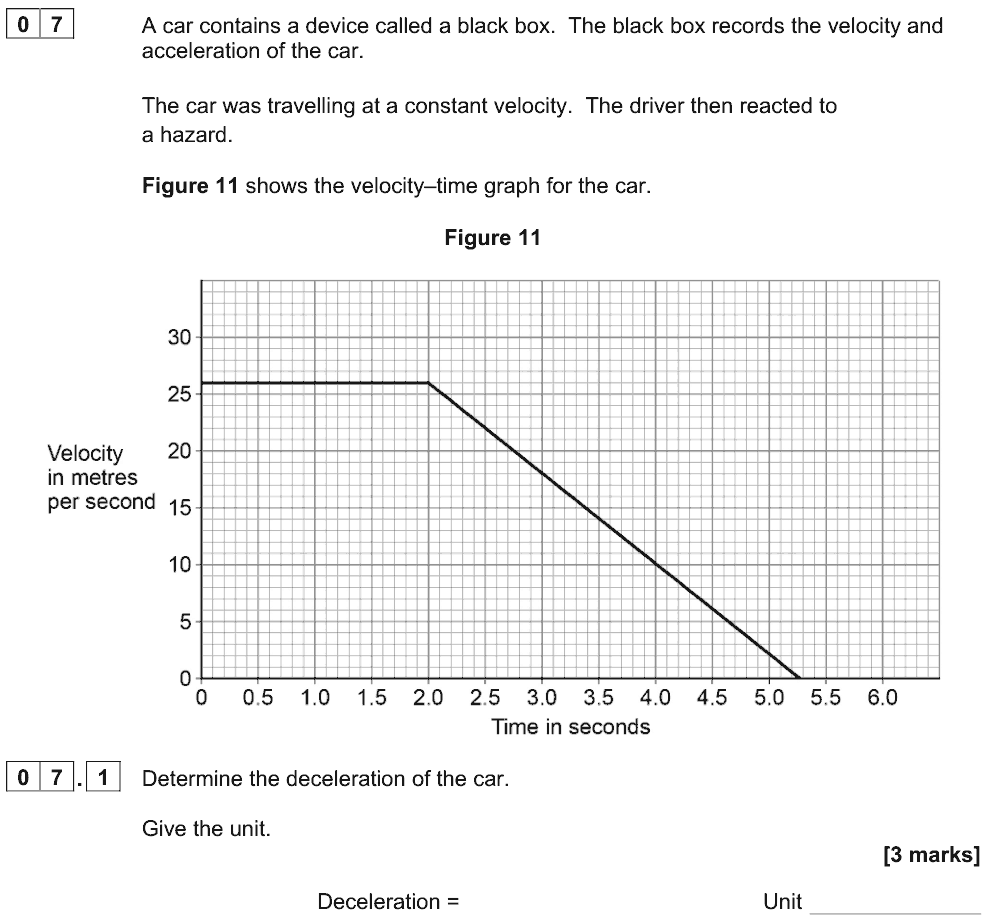 0 7 A car contains a device called a black box. The black box records the velocity and
acceleration of the car.
The car was travelling at a constant velocity. The driver then reacted to
a hazard.
Figure 11 shows the velocity–time graph for the car.
Figure 11
30
25
20
15
10
5
0
Velocity
in metres
per second
0 0.5 1.0 1.5 2.0 2.5 3.0 3.5 4.0 4.5 5.0 5.5 6.0
Time in seconds
0 7 . 1 Determine the deceleration of the car.
Give the unit.
[3 marks]
Deceleration = Unit